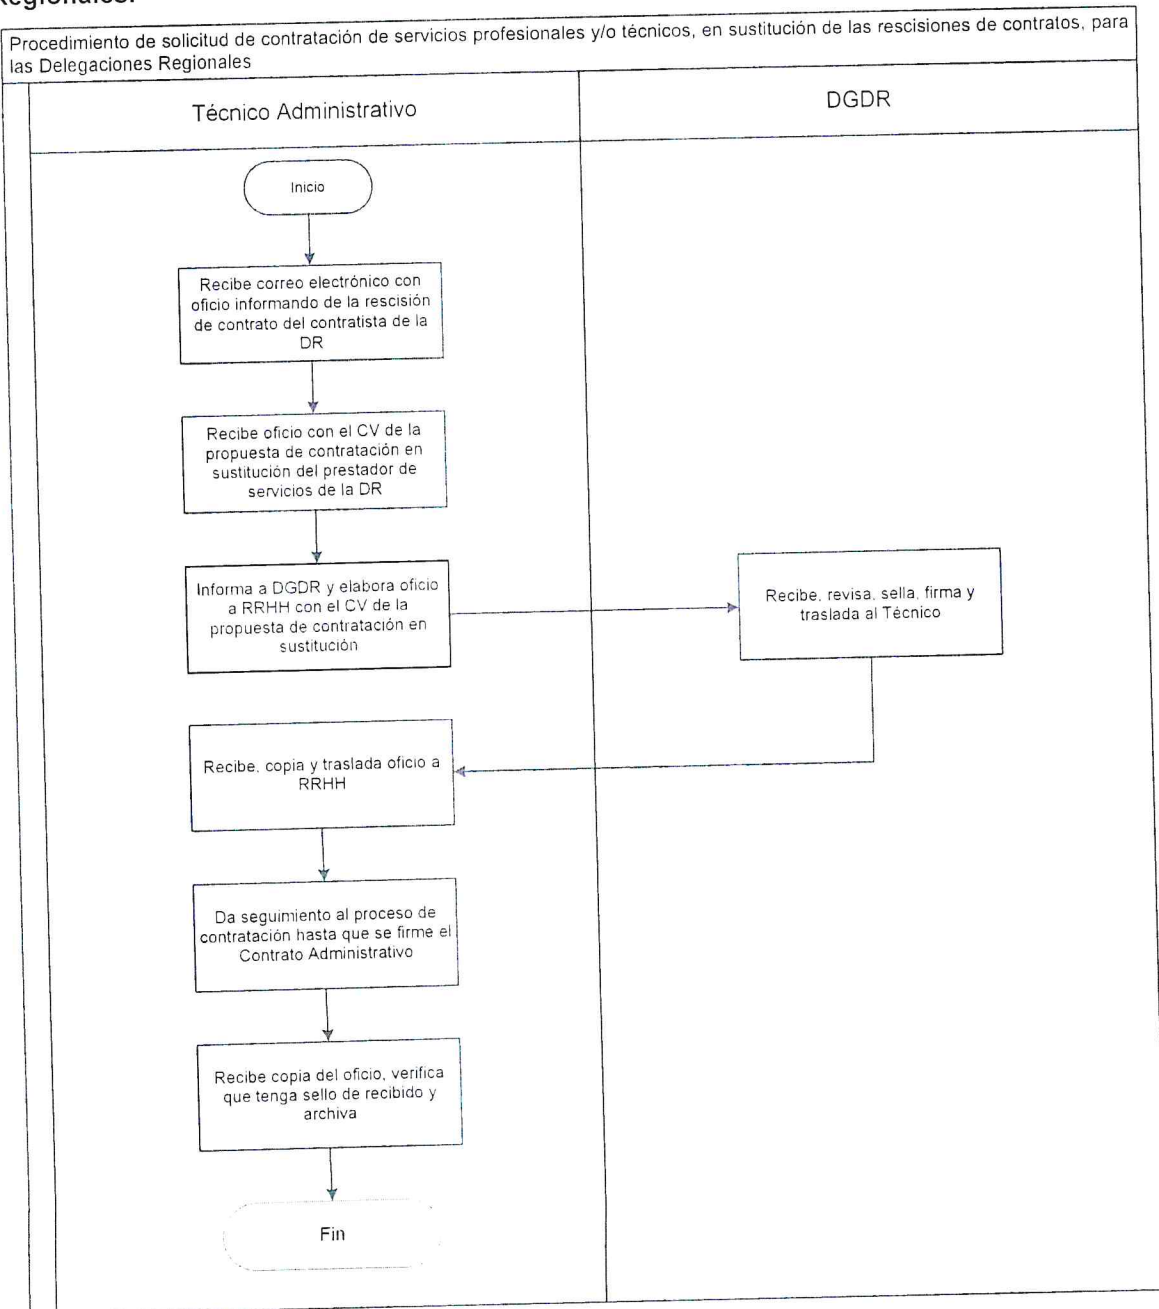 Regionales.
Procedimiento de solicitud de contratación de servicios profesionales y/o técnicos, en sustitución de las rescisiones de contratos, para
las Delegaciones Regionales
Técnico Administrativo
DGDR
Inicio
Recibe correo electrónico con
oficio informando de la rescisión
de contrato del contratista de la
DR
Recibe oficio con el CV de la
propuesta de contratación en
sustitución del prestador de
servicios de la DR
Informa a DGDR y elabora oficio
a RRHH con el CV de la
propuesta de contratación en
sustitución
Recibe, revisa, sella, firma y
traslada al Técnico
Recibe, copia y traslada oficio a
RRHH
Da seguimiento al proceso de
contratación hasta que se firme el
Contrato Administrativo
Recibe copia del oficio, verifica
que tenga sello de recibido y
archiva
Fin